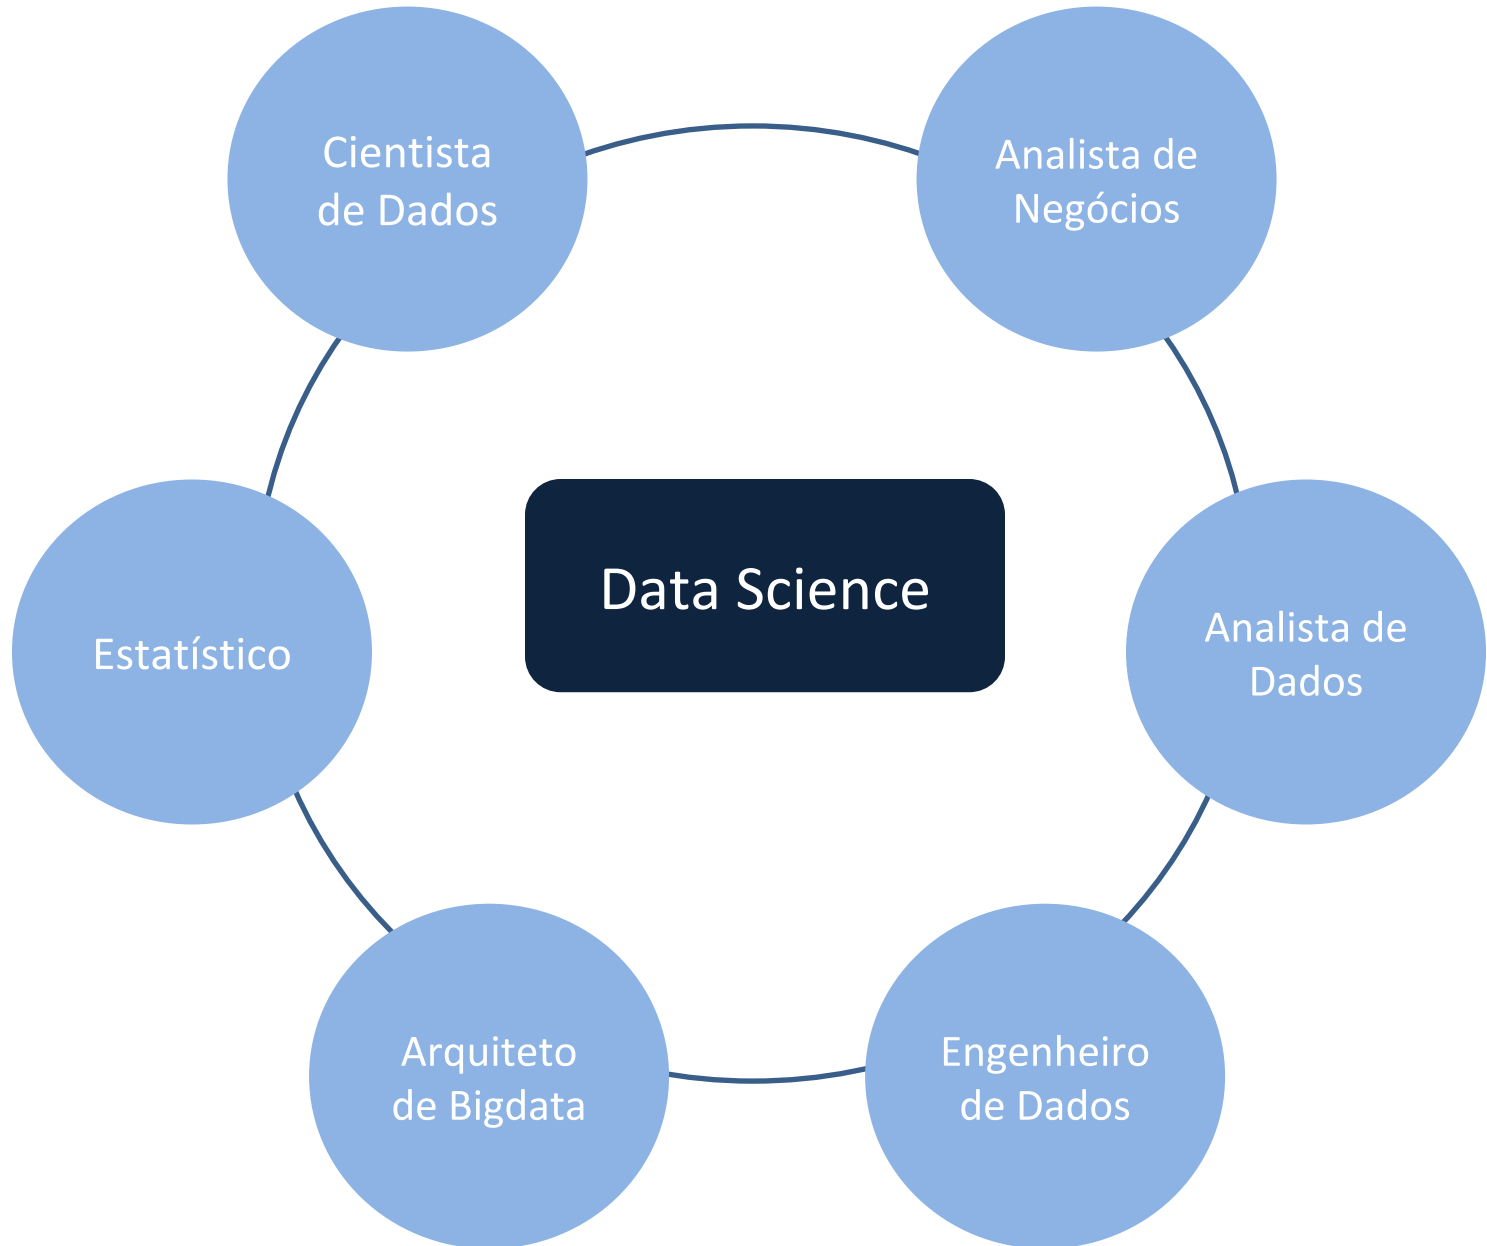 Cientista
de Dados
Analista de
Negócios
Data Science
Estatístico
Analista de
Dados
Arquiteto
de Bigdata
Engenheiro
de Dados